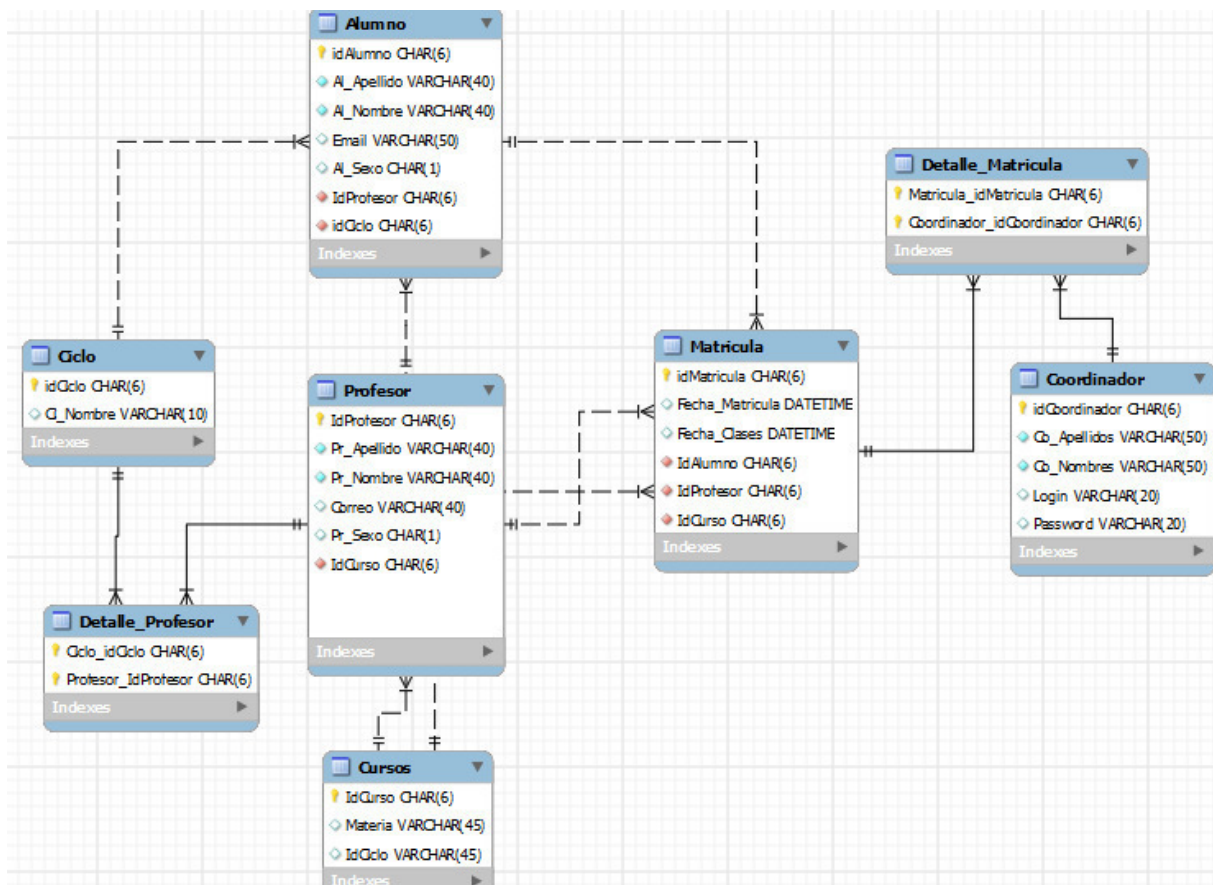 Alumno
idAlumno CHAR(6)
Al_Apellido VARCHAR(40)
Al_Nombre VARCHAR(40)
Email VARCHAR(50)
Al_Sexo CHAR(1)
IdProfesor CHAR(6)
idCiclo CHAR(6)
Indexes
Detalle_Matricula
Matricula_idMatricula CHAR(6)
Coordinador_idCoordinador CHAR(6)
Indexes
Ciclo
idCiclo CHAR(6)
Ci_Nombre VARCHAR(10)
Indexes
Profesor
IdProfesor CHAR(6)
Pr_Apellido VARCHAR(40)
Pr_Nombre VARCHAR(40)
Correo VARCHAR(40)
Pr_Sexo CHAR(1)
IdCurso CHAR(6)
Indexes
Matricula
idMatricula CHAR(6)
Fecha_Matricula DATETIME
Fecha_Clases DATETIME
IdAlumno CHAR(6)
IdProfesor CHAR(6)
IdCurso CHAR(6)
Indexes
Coordinador
idCoordinador CHAR(6)
Co_Apellidos VARCHAR(50)
Co_Nombres VARCHAR(50)
Login VARCHAR(20)
Password VARCHAR(20)
Indexes
Detalle_Profesor
Ciclo_idCiclo CHAR(6)
Profesor_IdProfesor CHAR(6)
Indexes
Cursos
IdCurso CHAR(6)
Materia VARCHAR(45)
IdCiclo VARCHAR(45)
Indexes